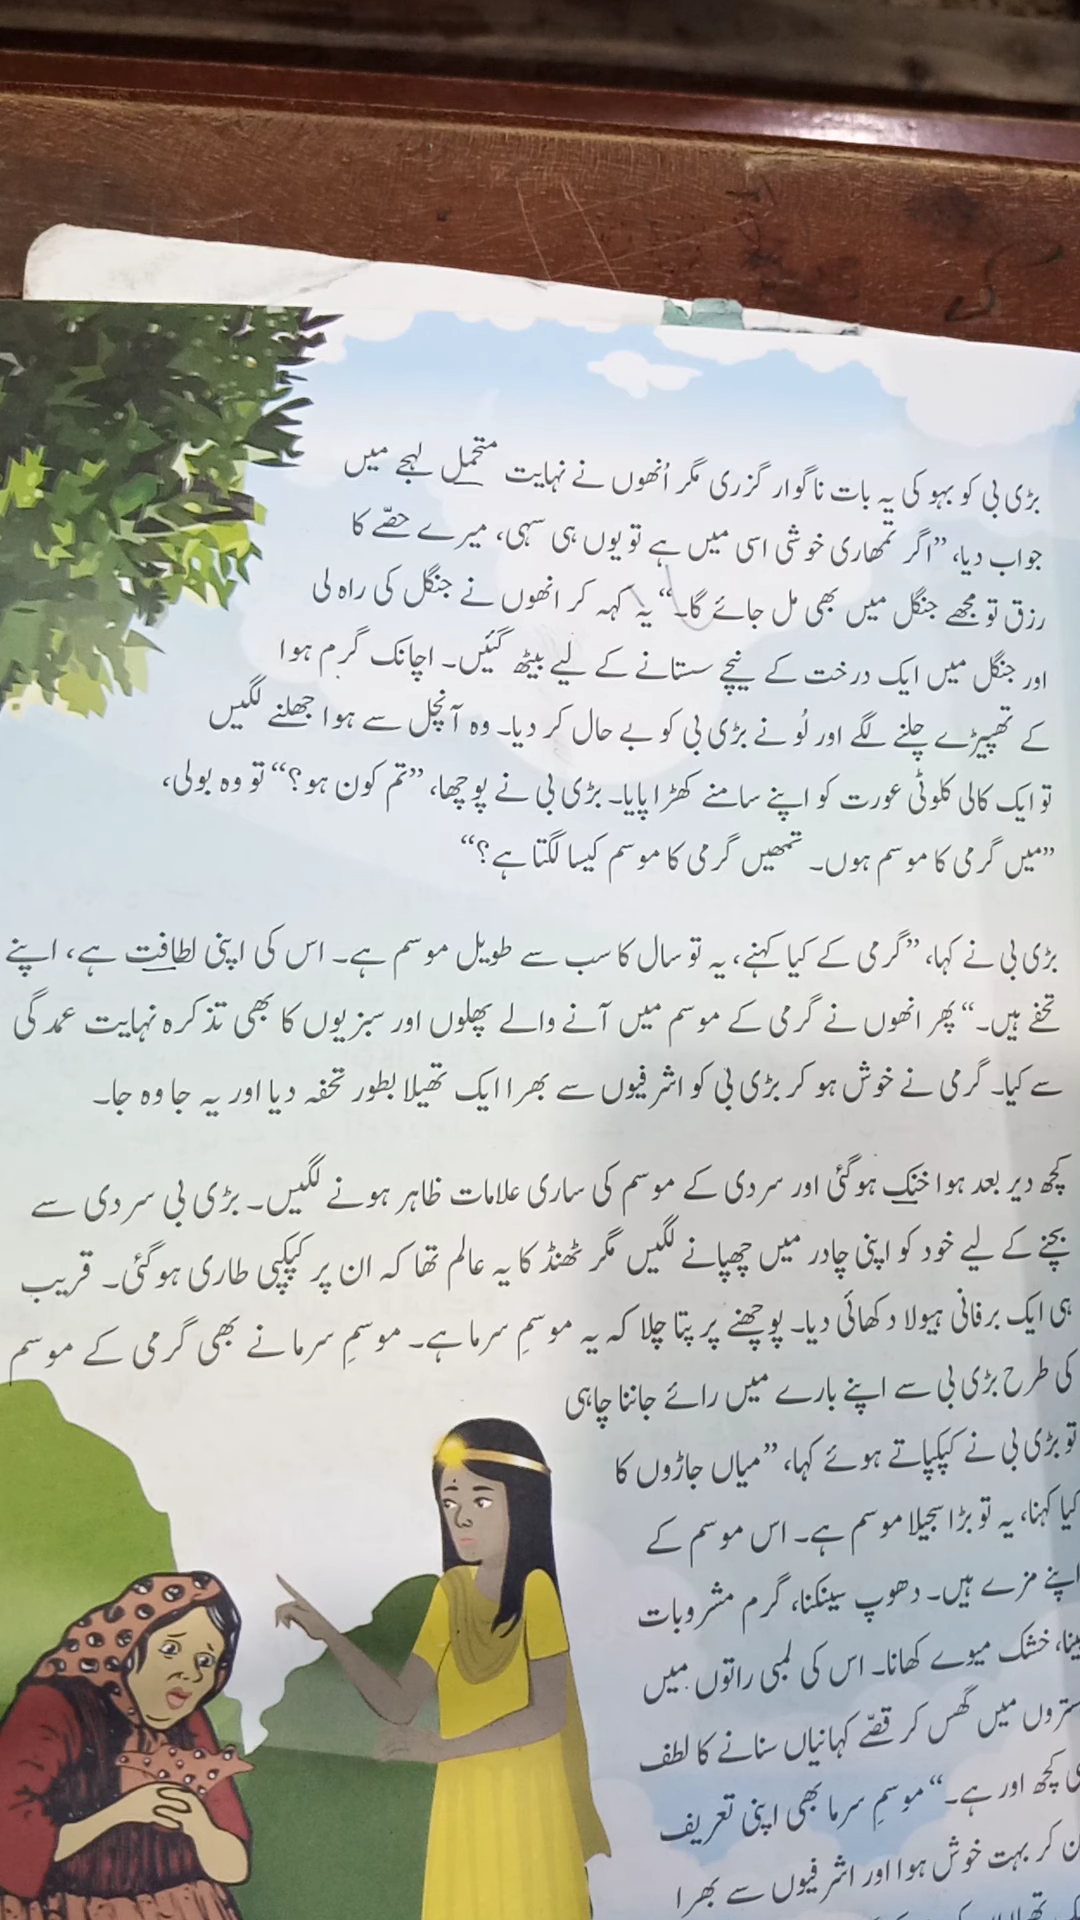 بڑی بی کو بہو کی یہ بات ناگوار گزری مگر اُنھوں نے نہایت متحمل لہجے میں
جواب دیا، ”اگر تمھاری خوشی اسی میں ہے تو یوں ہی سہی، میرے حصّے کا
رزق تو مجھے جنگل میں بھی مل جائے گا۔“ یہ کہہ کر انھوں نے جنگل کی راہ لی
اور جنگل میں ایک درخت کے نیچے سستانے کے لیے بیٹھ گئیں۔ اچانک گرم ہوا
کے تھپیڑے چلنے لگے اور لُو نے بڑی بی کو بے حال کر دیا۔ وہ آنچل سے ہوا جھلنے لگیں
تو ایک کالی کلوٹی عورت کو اپنے سامنے کھڑا پایا۔ بڑی بی نے پوچھا، ”تم کون ہو؟“ تو وہ بولی،
”میں گرمی کا موسم ہوں۔ تمھیں گرمی کا موسم کیسا لگتا ہے؟“
بڑی بی نے کہا، ”گرمی کے کیا کہنے، یہ تو سال کا سب سے طویل موسم ہے۔ اس کی اپنی لطافت ہے، اپنے
تحفے ہیں۔“ پھر انھوں نے گرمی کے موسم میں آنے والے پھلوں اور سبزیوں کا بھی تذکرہ نہایت عمدگی
سے کیا۔ گرمی نے خوش ہو کر بڑی بی کو اشرفیوں سے بھرا ایک تھیلا بطور تحفہ دیا اور یہ جا وہ جا۔
کچھ دیر بعد ہوا خنک ہوگئی اور سردی کے موسم کی ساری علامات ظاہر ہونے لگیں۔ بڑی بی سردی سے
بچنے کے لیے خود کو اپنی چادر میں چھپانے لگیں مگر ٹھنڈ کا یہ عالم تھا کہ ان پر کپکپی طاری ہوگئی۔ قریب
ہی ایک برفانی ہیولا دکھائی دیا۔ پوچھنے پر پتا چلا کہ یہ موسمِ سرما ہے۔ موسمِ سرما نے بھی گرمی کے موسم
کی طرح بڑی بی سے اپنے بارے میں رائے جاننا چاہی
تو بڑی بی نے کپکپاتے ہوئے کہا، ”میاں جاڑوں کا
کیا کہنا، یہ تو بڑا سجیلا موسم ہے۔ اس موسم کے
اپنے مزے ہیں۔ دھوپ سینکنا، گرم مشروبات
پینا، خشک میوے کھانا۔ اس کی لمبی راتوں میں
ستروں میں گھس کر قصّے کہانیاں سنانے کا لطف
کچھ اور ہے۔“ موسمِ سرما بھی اپنی تعریف
کر بہت خوش ہوا اور اشرفیوں سے بھرا